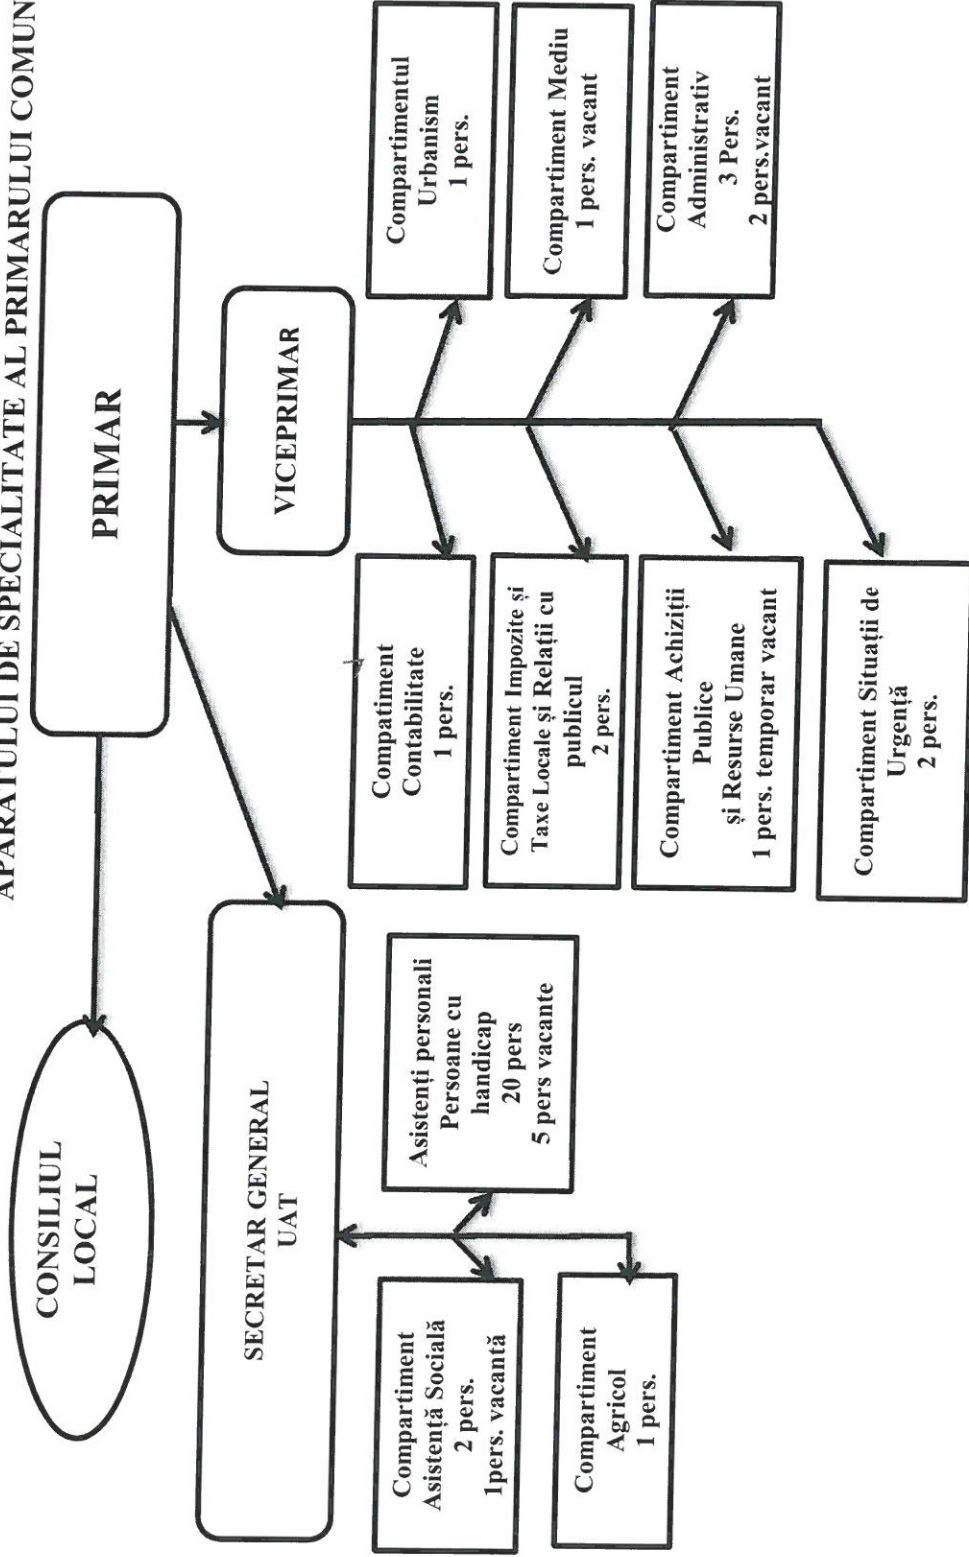 APARATULUI DE SPECIALITATE AL PRIMARULUI COMUN
CONSILIUL
LOCAL
PRIMAR
SECRETAR GENERAL
UAT
VICEPRIMAR
Compartiment
Asistență Socială
2 pers.
1pers. vacantă
Asistenți personali
Persoane cu
handicap
20 pers
5 pers vacante
Compartiment
Agricol
1 pers.
Compatiment
Contabilitate
1 pers.
Compartimentul
Urbanism
1 pers.
Compartiment Impozite și
Taxe Locale și Relații cu
publicul
2 pers.
Compartiment Mediu
1 pers. vacant
Compartiment Achiziții
Publice
și Resurse Umane
1 pers. temporar vacant
Compartiment
Administrativ
3 Pers.
2 pers.vacant
Compartiment Situații de
Urgență
2 pers.